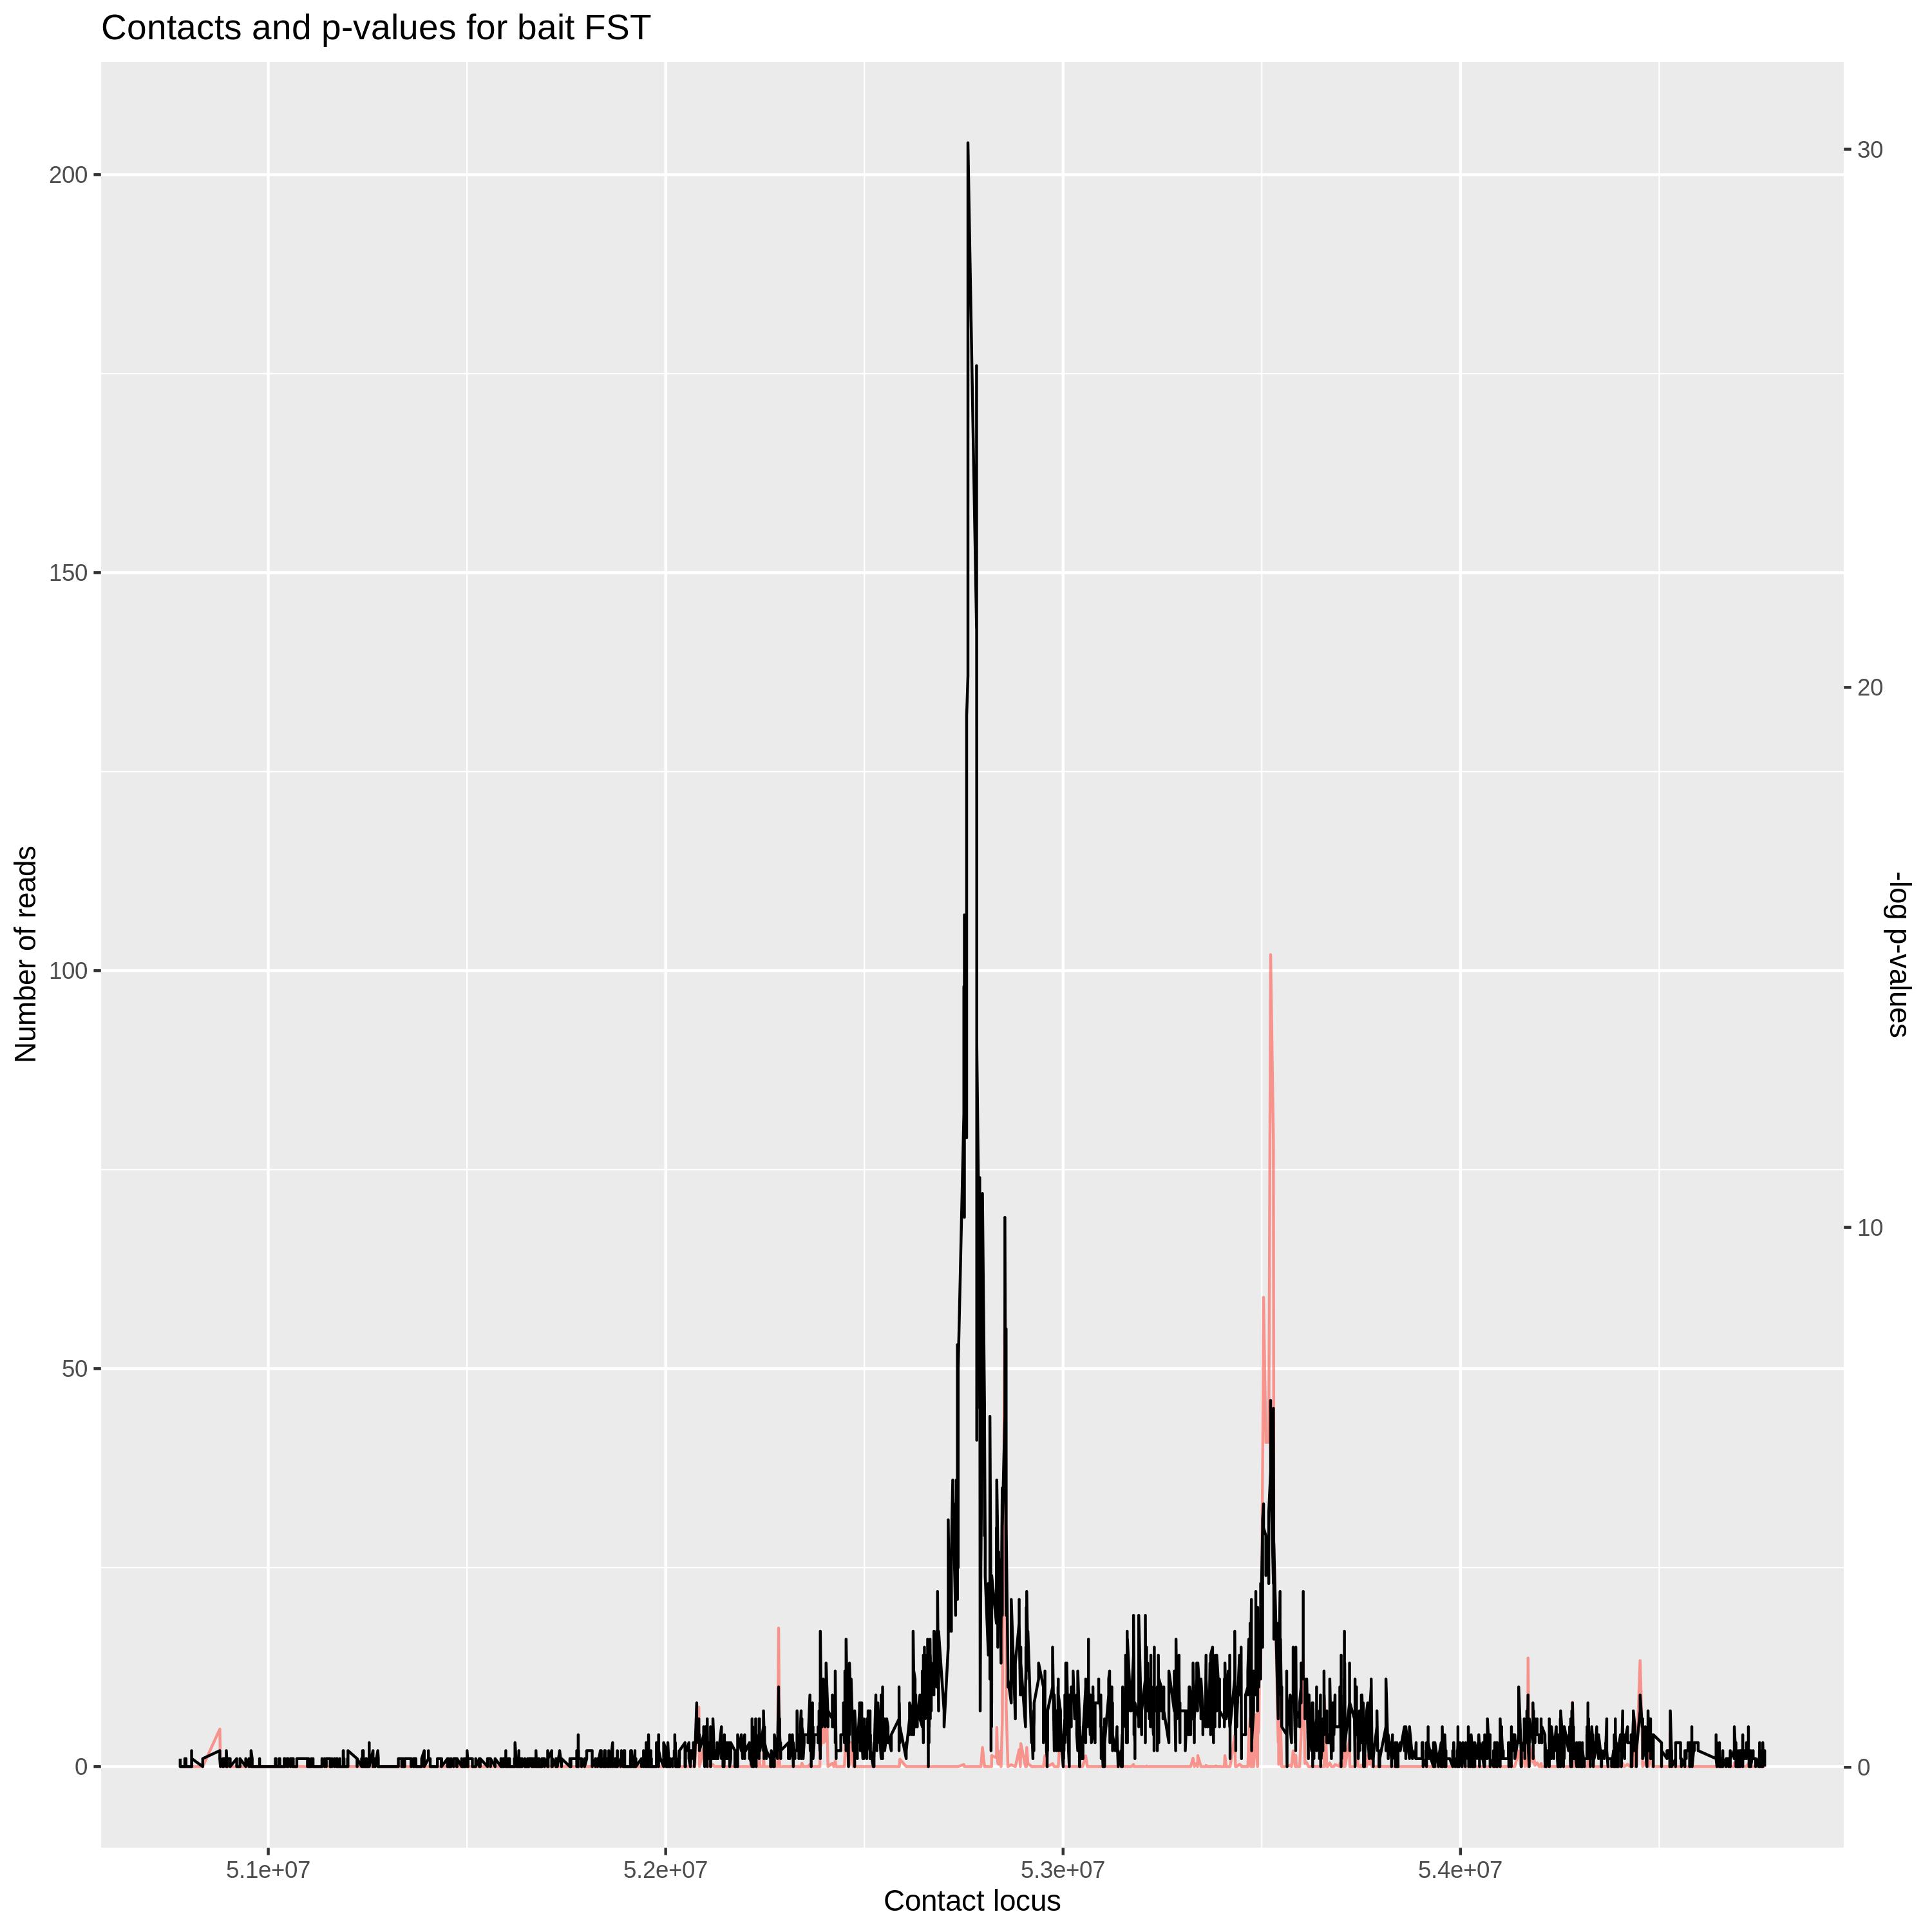 Contacts and p-values for bait FST
200
150
100
50
0
30
20
10
0
Number of reads
-log p-values
5.1e+07
5.2e+07
5.3e+07
5.4e+07
Contact locus